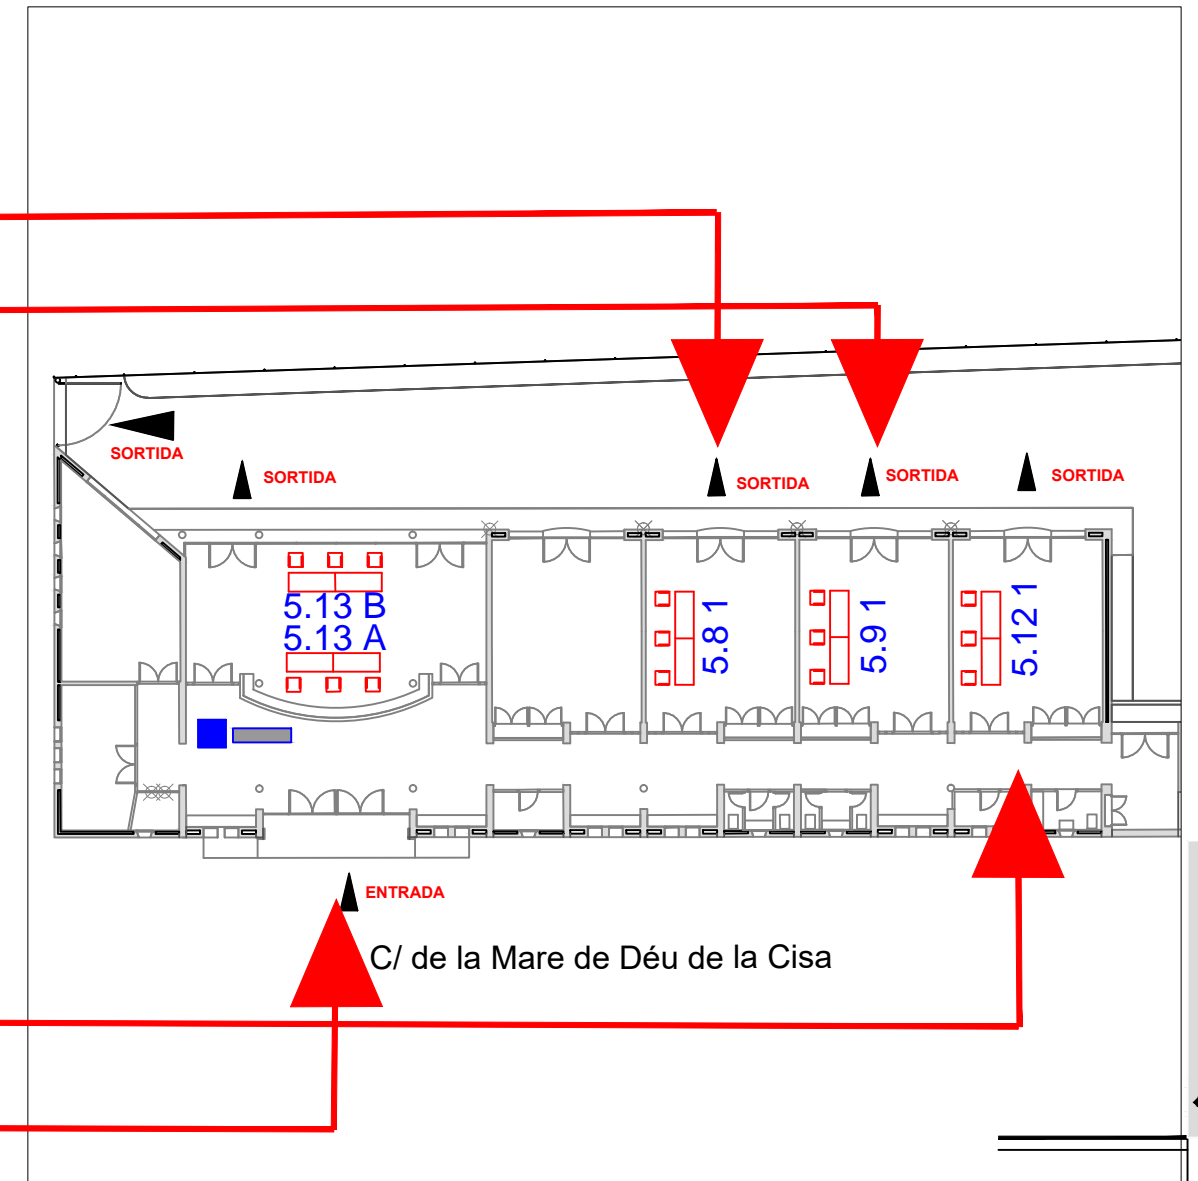 SORTIDA
SORTIDA
SORTIDA
SORTIDA
SORTIDA
5.13 B
5.13 A
5.8 1
5.9 1
5.12 1
ENTRADA
C/ de la Mare de Déu de la Cisa